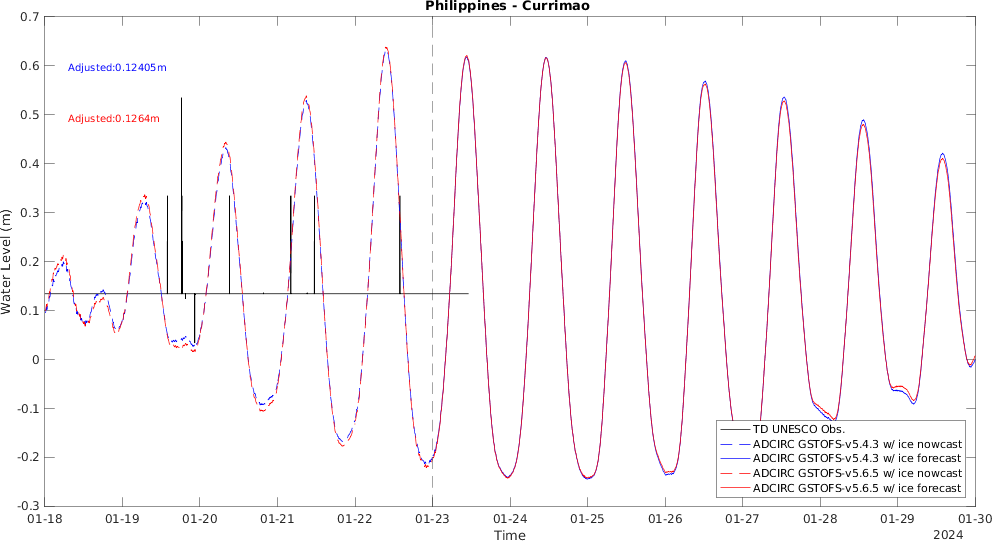 Philippines - Currimao
0.7
0.6
0.5
0.4
0.3
0.2
0.1
0
-0.1
-0.2
-0.3
Water Level (m)
Adjusted:0.12405m
Adjusted:0.1264m
TD UNESCO Obs.
ADCIRC GSTOFS-v5.4.3 w/ ice nowcast
ADCIRC GSTOFS-v5.4.3 w/ ice forecast
ADCIRC GSTOFS-v5.6.5 w/ ice nowcast
ADCIRC GSTOFS-v5.6.5 w/ ice forecast
01-18 01-19 01-20 01-21 01-22 01-23 01-24 01-25 01-26 01-27 01-28 01-29 01-30
Time
2024